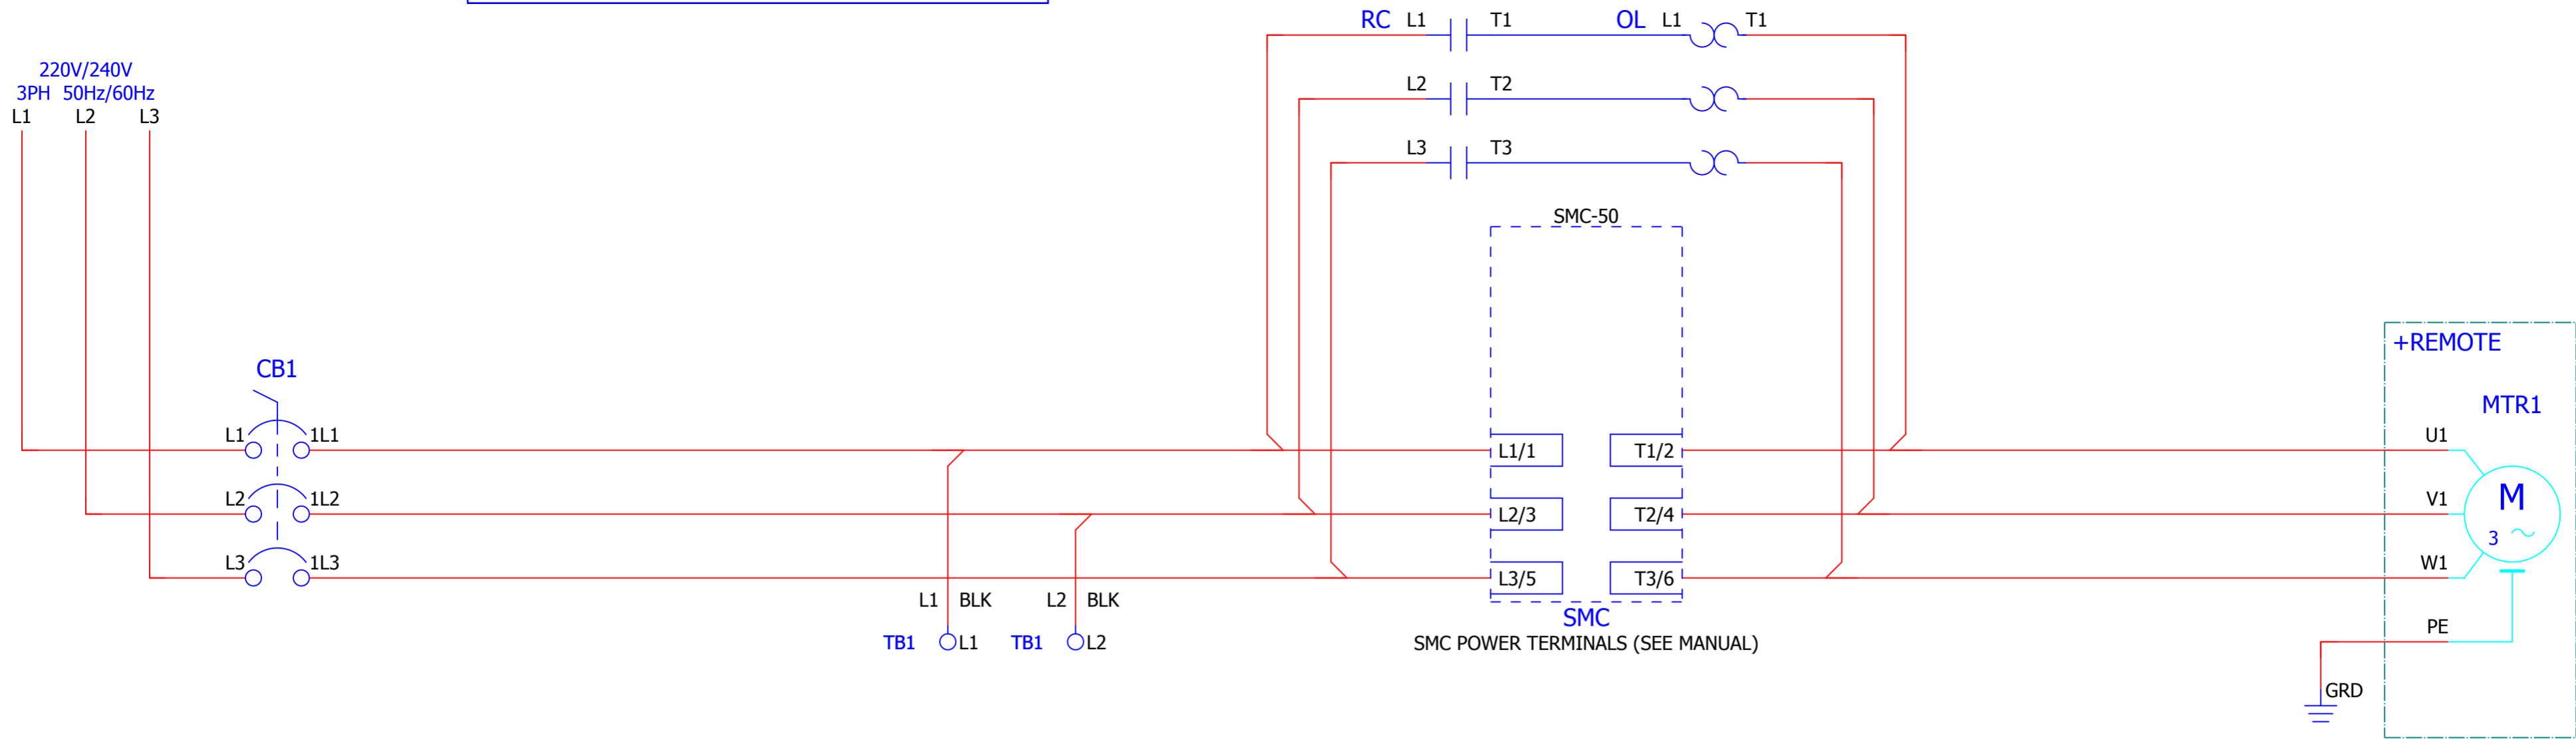 RC L1 T1 OL L1 T1
220V/240V
3PH 50Hz/60Hz
L1 L2 L3
L2 T2
L3 T3
SMC-50
+REMOTE
CB1
MTR1
L1 1L1 L1/1 T1/2 U1
L2 1L2 L2/3 T2/4 V1
M
3 ~
L3 1L3 L3/5 T3/6 W1
L1 BLK L2 BLK
SMC
PE
TB1 L1 TB1 L2
SMC POWER TERMINALS (SEE MANUAL)
GRD